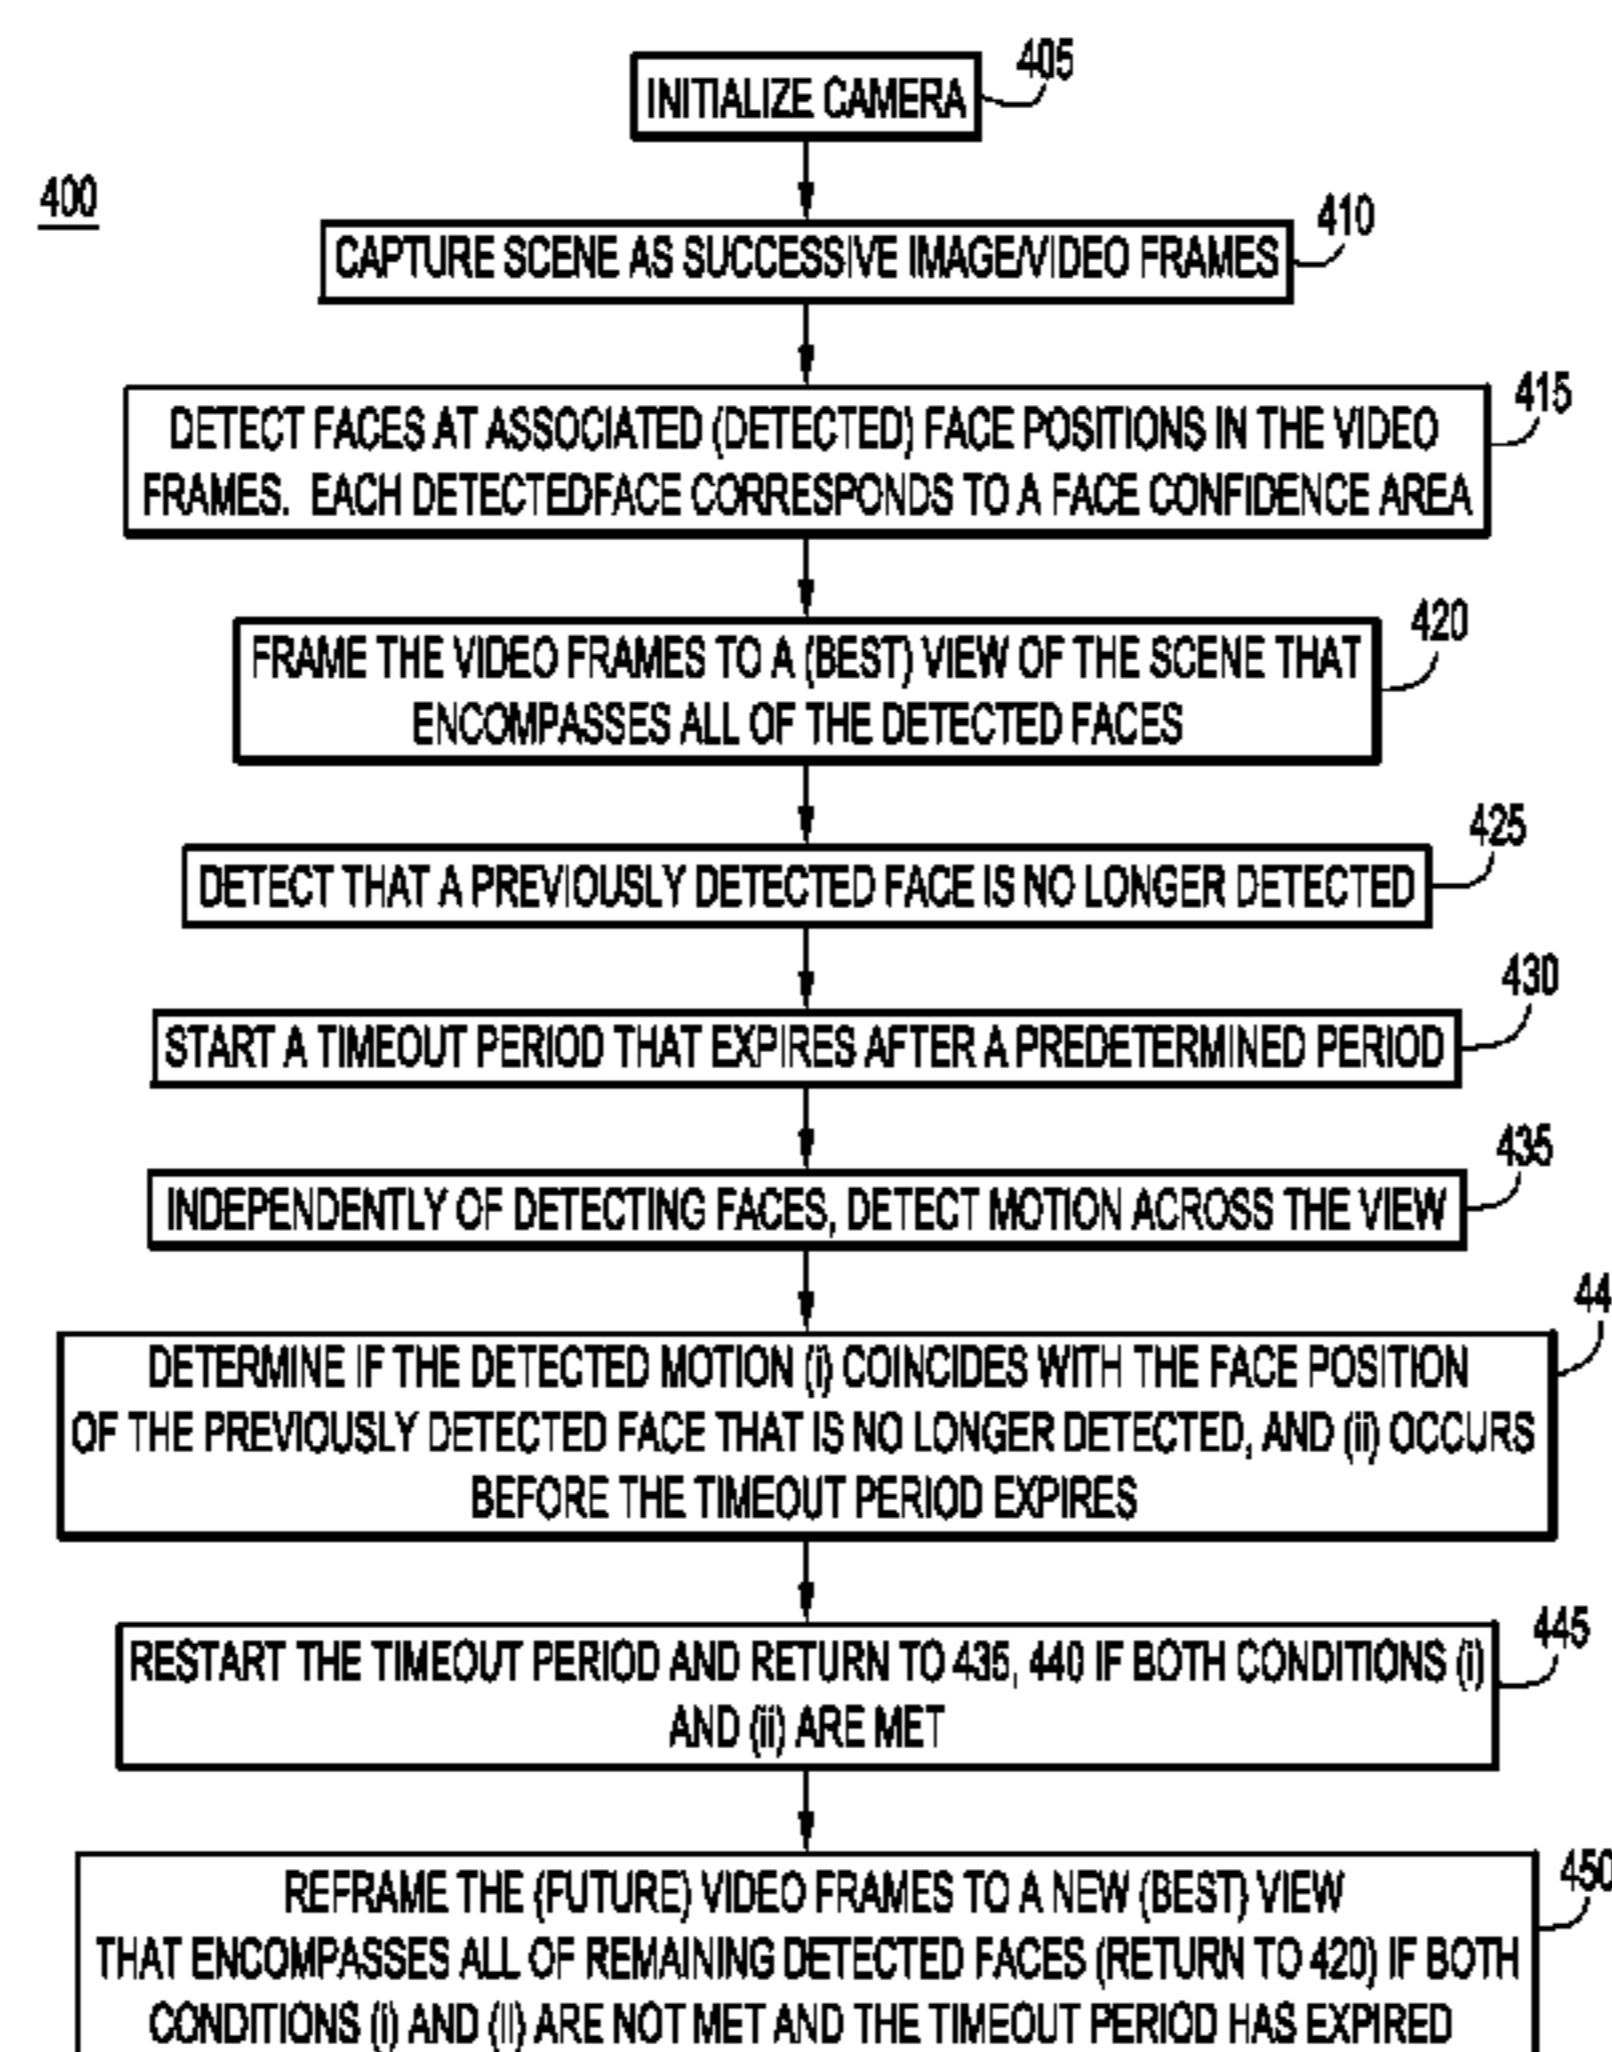 405
INITIALIZE CAMERA
400
410
CAPTURE SCENE AS SUCCESSIVE IMAGE/VIDEO FRAMES
415
DETECT FACES AT ASSOCIATED (DETECTED) FACE POSITIONS IN THE VIDEO
FRAMES. EACH DETECTEDFACE CORRESPONDS TO A FACE CONFIDENCE AREA
420
FRAME THE VIDEO FRAMES TO A (BEST) VIEW OF THE SCENE THAT
ENCOMPASSES ALL OF THE DETECTED FACES
425
DETECT THAT A PREVIOUSLY DETECTED FACE IS NO LONGER DETECTED
430
START A TIMEOUT PERIOD THAT EXPIRES AFTER A PREDETERMINED PERIOD
435
INDEPENDENTLY OF DETECTING FACES, DETECT MOTION ACROSS THE VIEW
44
DETERMINE IF THE DETECTED MOTION (i) COINCIDES WITH THE FACE POSITION
OF THE PREVIOUSLY DETECTED FACE THAT IS NO LONGER DETECTED, AND (ii) OCCURS
BEFORE THE TIMEOUT PERIOD EXPIRES
445
RESTART THE TIMEOUT PERIOD AND RETURN TO 435, 440 IF BOTH CONDITIONS (i)
AND (ii) ARE MET
450
REFRAME THE (FUTURE) VIDEO FRAMES TO A NEW (BEST) VIEW
THAT ENCOMPASSES ALL OF REMAINING DETECTED FACES (RETURN TO 420) IF BOTH
CONDITIONS (i) AND (ii) ARE NOT MET AND THE TIMEOUT PERIOD HAS EXPIRED